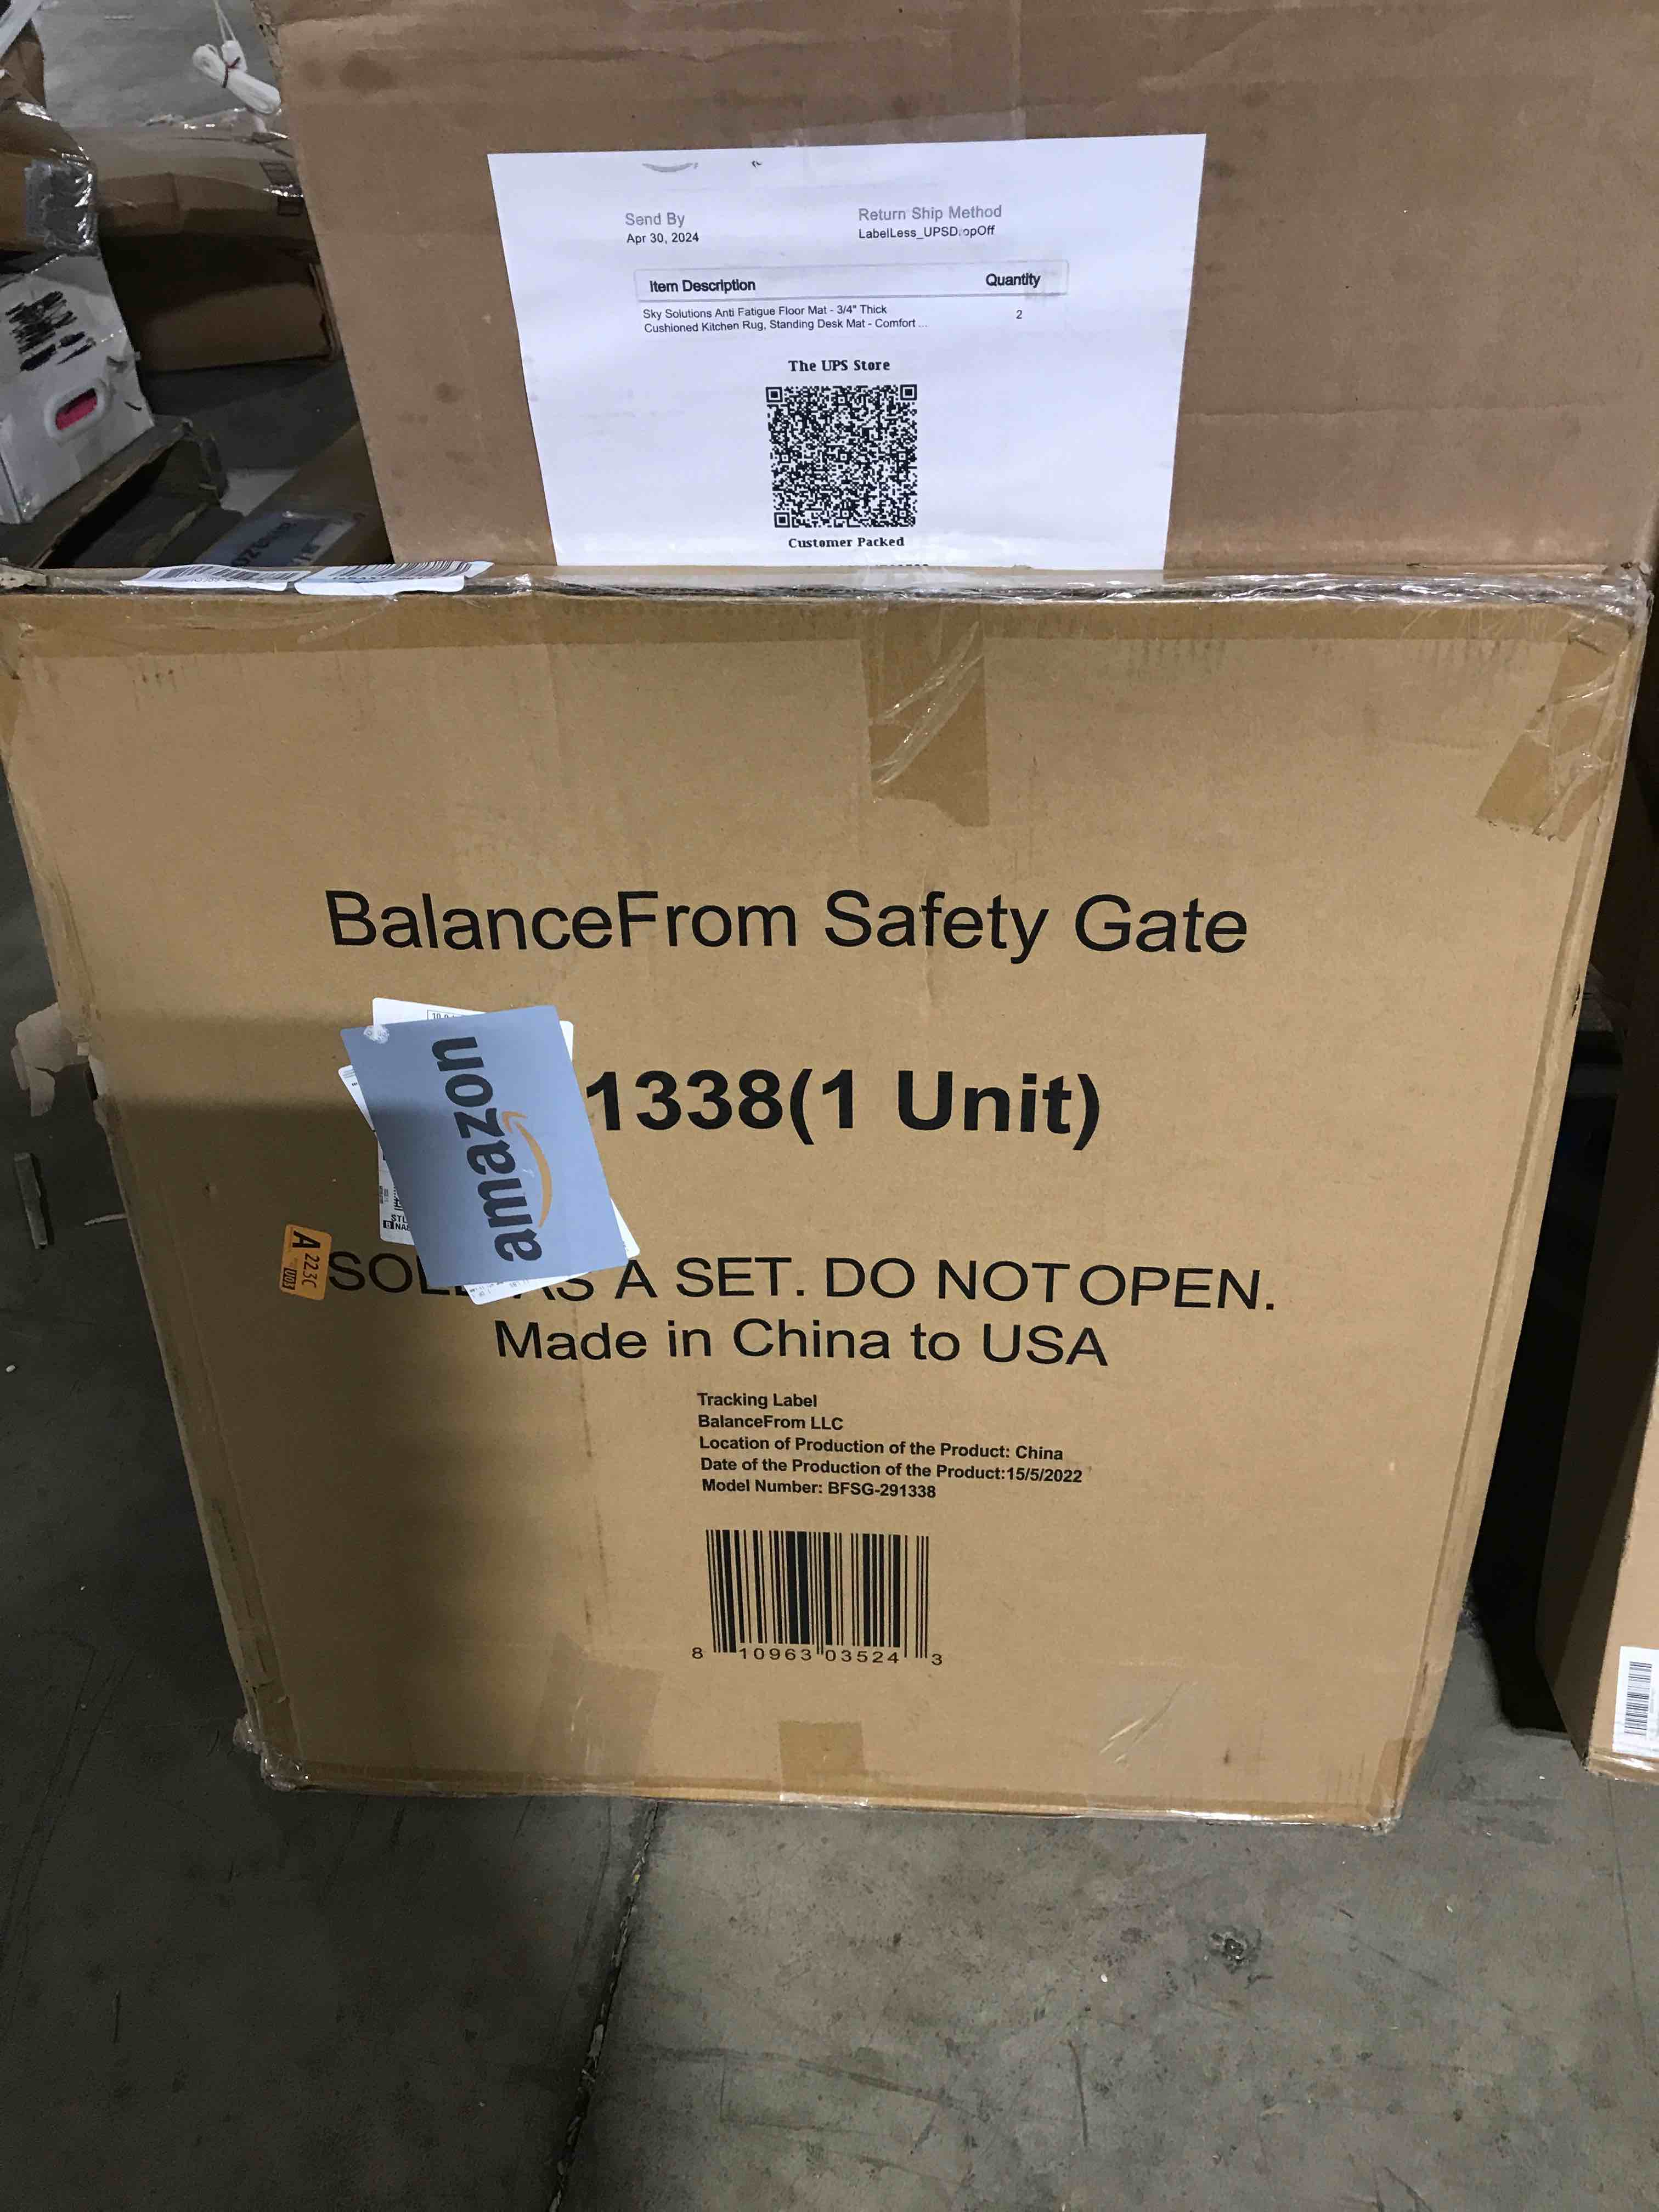 Send By
Apr 30, 2024
Return Ship Method
LabelLess_UPSDropOff
Item Description
Quantity
Sky Solutions Anti Fatigue Floor Mat - 3/4" Thick
Cushioned Kitchen Rug, Standing Desk Mat - Comfort ...
2
The UPS Store
Customer Packed
BalanceFrom Safety Gate
1338(1 Unit)
amazon
A
223C
SOLD AS A SET. DO NOT OPEN.
Made in China to USA
Tracking Label
BalanceFrom LLC
Location of Production of the Product: China
Date of the Production of the Product:15/5/2022
Model Number: BFSG-291338
8 10963 03524 3